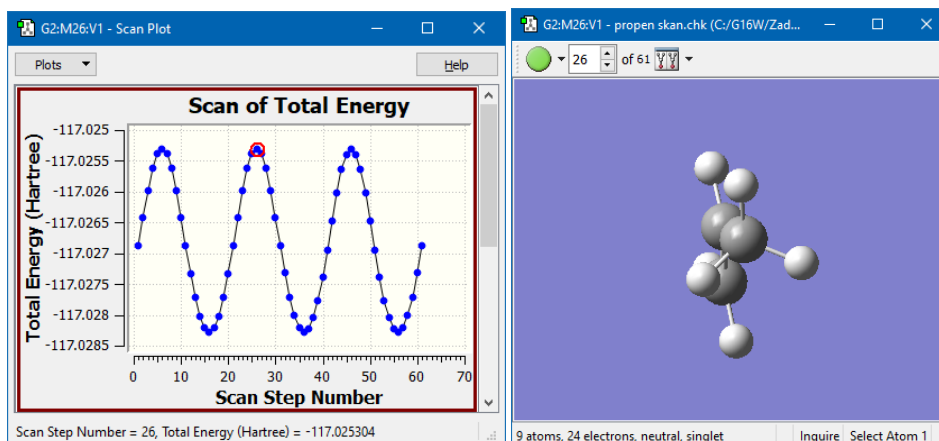 G2:M26:V1 - Scan Plot
Plots
Help
Scan of Total Energy
Total Energy (Hartree)
-117.025
-117.0255
-117.026
-117.0265
-117.027
-117.0275
-117.028
-117.0285
0 10 20 30 40 50 60 70
Scan Step Number
Scan Step Number = 26, Total Energy (Hartree) = -117.025304
G2:M26:V1 - propen skan.chk (C:/G16W/Zad...
26 of 61
9 atoms, 24 electrons, neutral, singlet Inquire Select Atom 1